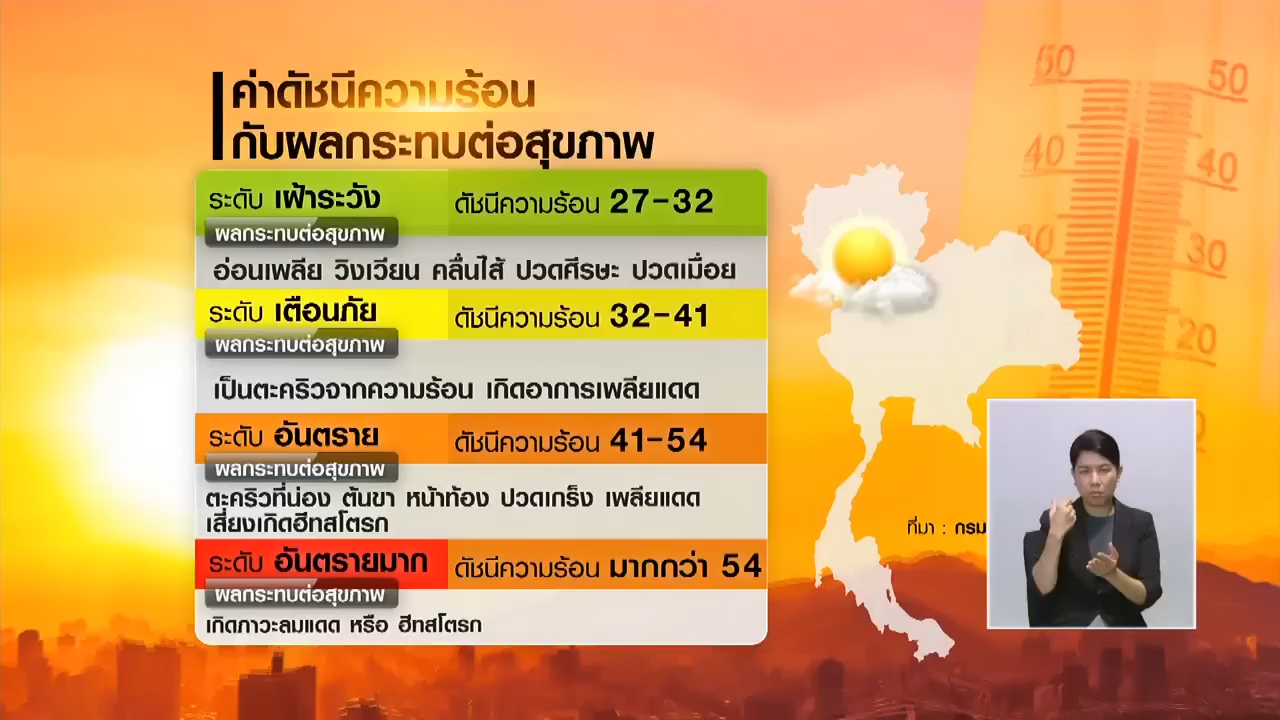 ค่าดัชนีความร้อน
กับผลกระทบต่อสุขภาพ
ระดับ เฝ้าระวัง ดัชนีความร้อน 27-32
ผลกระทบต่อสุขภาพ
อ่อนเพลีย วิงเวียน คลื่นไส้ ปวดศีรษะ ปวดเมื่อย
ระดับ เตือนภัย ดัชนีความร้อน 32-41
ผลกระทบต่อสุขภาพ
เป็นตะคริวจากความร้อน เกิดอาการเพลียแดด
ระดับ อันตราย ดัชนีความร้อน 41-54
ผลกระทบต่อสุขภาพ
ตะคริวที่น่อง ต้นขา หน้าท้อง ปวดเกร็ง เพลียแดด
เสี่ยงเกิดฮีทสโตรก
ระดับ อันตรายมาก ดัชนีความร้อน มากกว่า 54
ผลกระทบต่อสุขภาพ
เกิดภาวะลมแดด หรือ ฮีทสโตรก
ที่มา : กรม
50 50
40 40
30
20